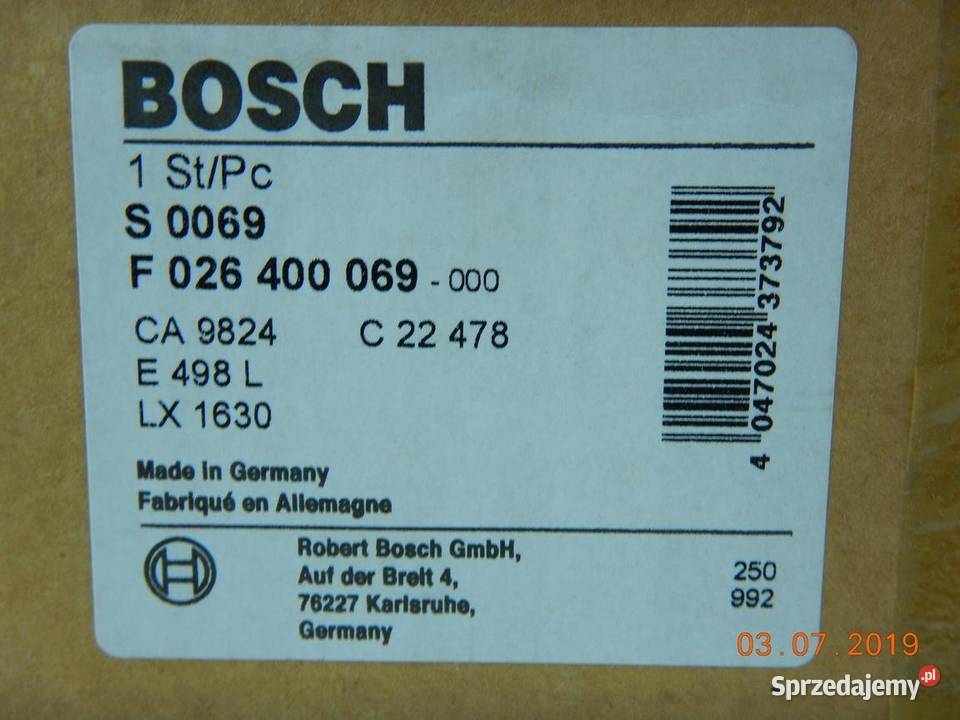 BOSCH
1 St/Pc
S 0069
F 026 400 069 - 000
CA 9824 C 22 478
E 498 L
LX 1630
4 047024 373792
Made in Germany
Fabriqué en Allemagne
Robert Bosch GmbH,
Auf der Breit 4,
76227 Karlsruhe,
Germany
250
992
03.07.2019
Sprzedajemy.pl